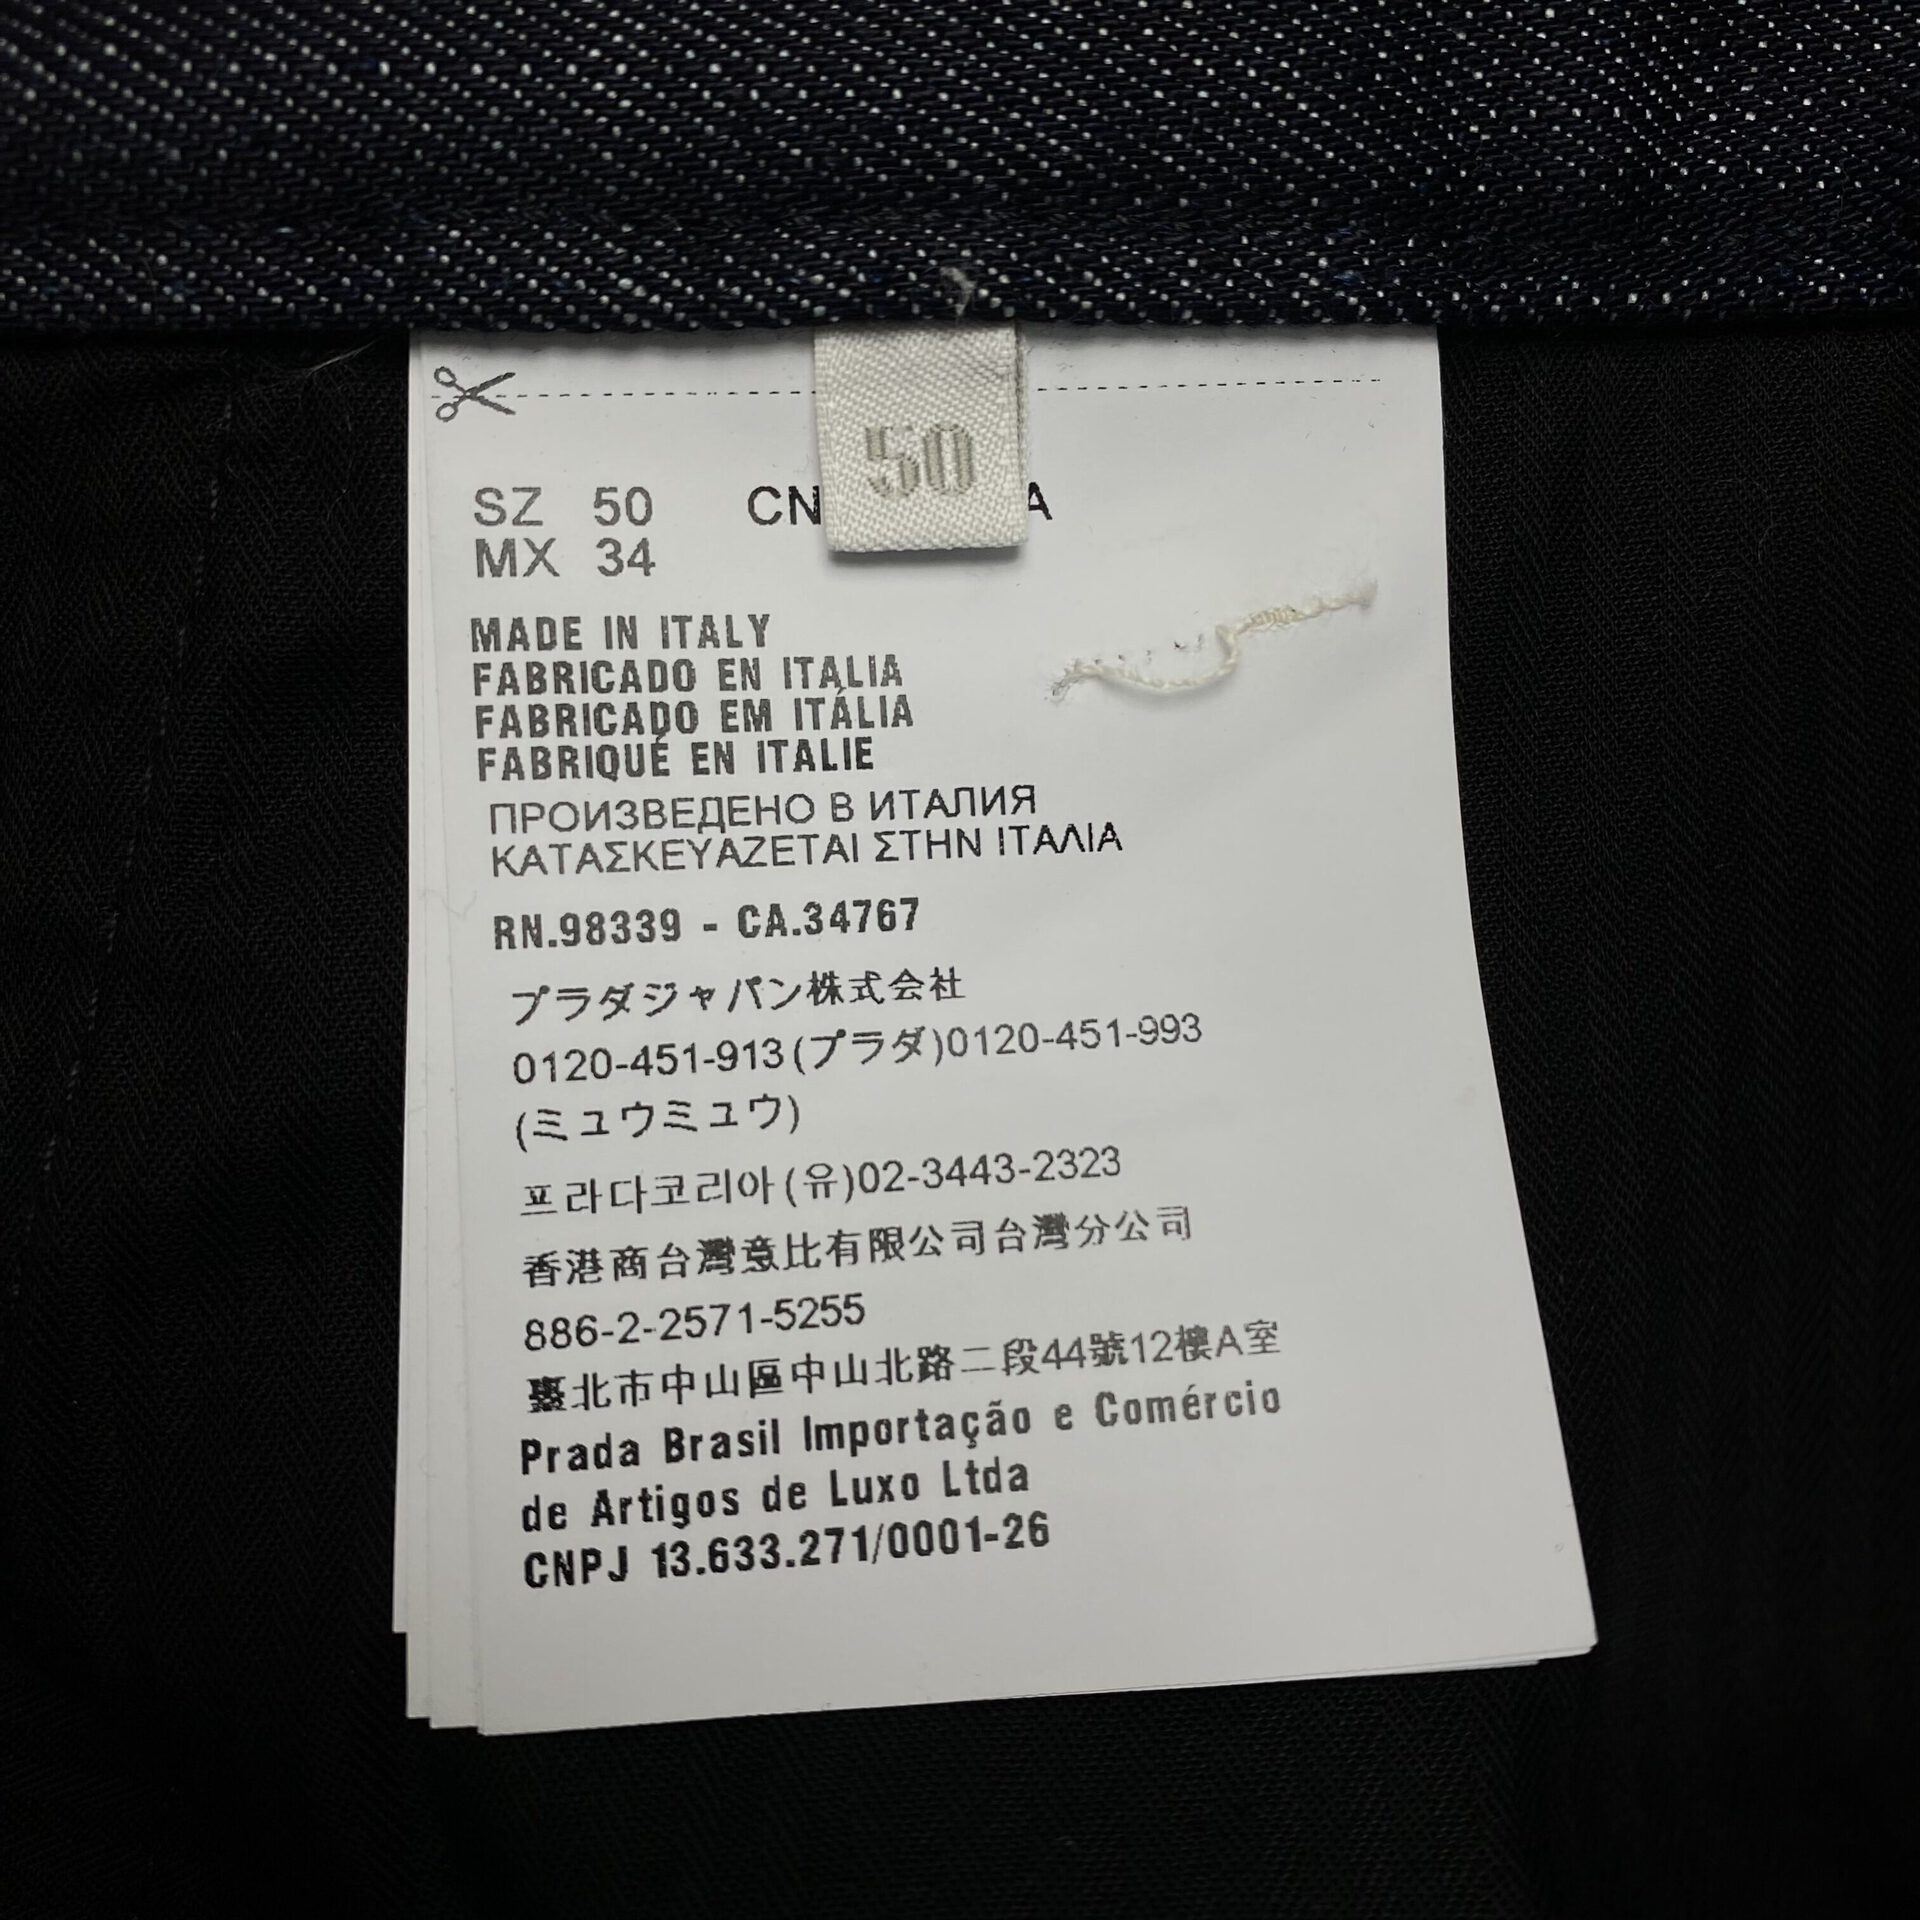 50
SZ 50
MX 34
MADE IN ITALY
FABRICADO EN ITALIA
FABRICADO EM ITÁLIA
FABRIQUÉ EN ITALIE
ПРОИЗВЕДЕНО В ИТАЛИЯ
ΚΑΤΑΣΚΕΥΑΖΕΤΑΙ ΣΤΗΝ ΙΤΑΛΙΑ
RN.98339 - CA.34767
プラダジャパン株式会社
0120-451-913(プラダ)0120-451-993
(ミュウミュウ)
프라다코리아(유)02-3443-2323
香港商台灣意比有限公司台灣分公司
886-2-2571-5255
臺北市中山區中山北路二段44號12樓A室
Prada Brasil Importação e Comércio
de Artigos de Luxo Ltda
CNPJ 13.633.271/0001-26